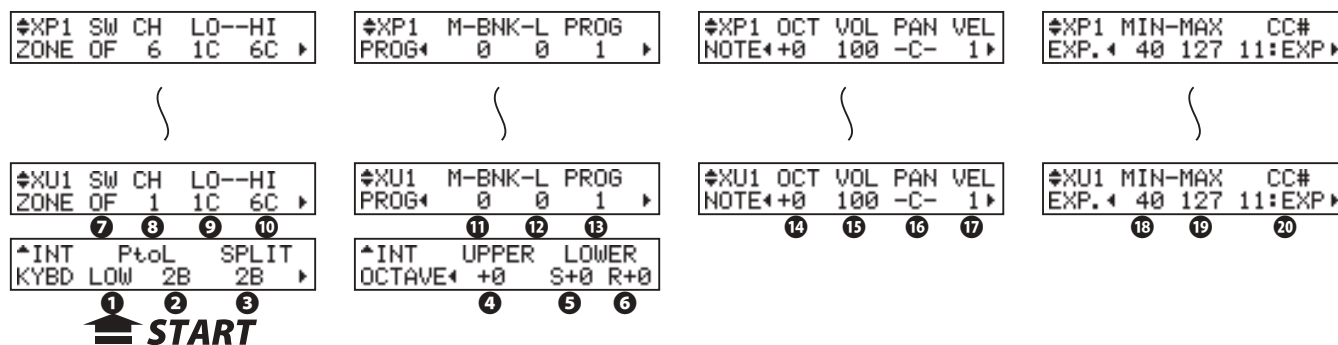 ♦XP1 SW CH LO--HI
ZONE OF 6 1C 6C ▶
♦XP1 M-BNK-L PROG
PROG◀ 0 0 1 ▶
♦XP1 OCT VOL PAN VEL
NOTE◀+0 100 -C- 1▶
♦XP1 MIN-MAX CC#
EXP.◀ 40 127 11:EXP▶
♦XU1 SW CH LO--HI
ZONE OF 1 1C 6C ▶
7 8 9 10
♦XU1 M-BNK-L PROG
PROG◀ 0 0 1 ▶
11 12 13
♦XU1 OCT VOL PAN VEL
NOTE◀+0 100 -C- 1▶
14 15 16 17
♦XU1 MIN-MAX CC#
EXP.◀ 40 127 11:EXP▶
18 19 20
▲INT PtoL SPLIT
KYBD LOW 2B 2B ▶
1 2 3
START
▲INT UPPER LOWER
OCTAVE◀ +0 S+0 R+0
4 5 6